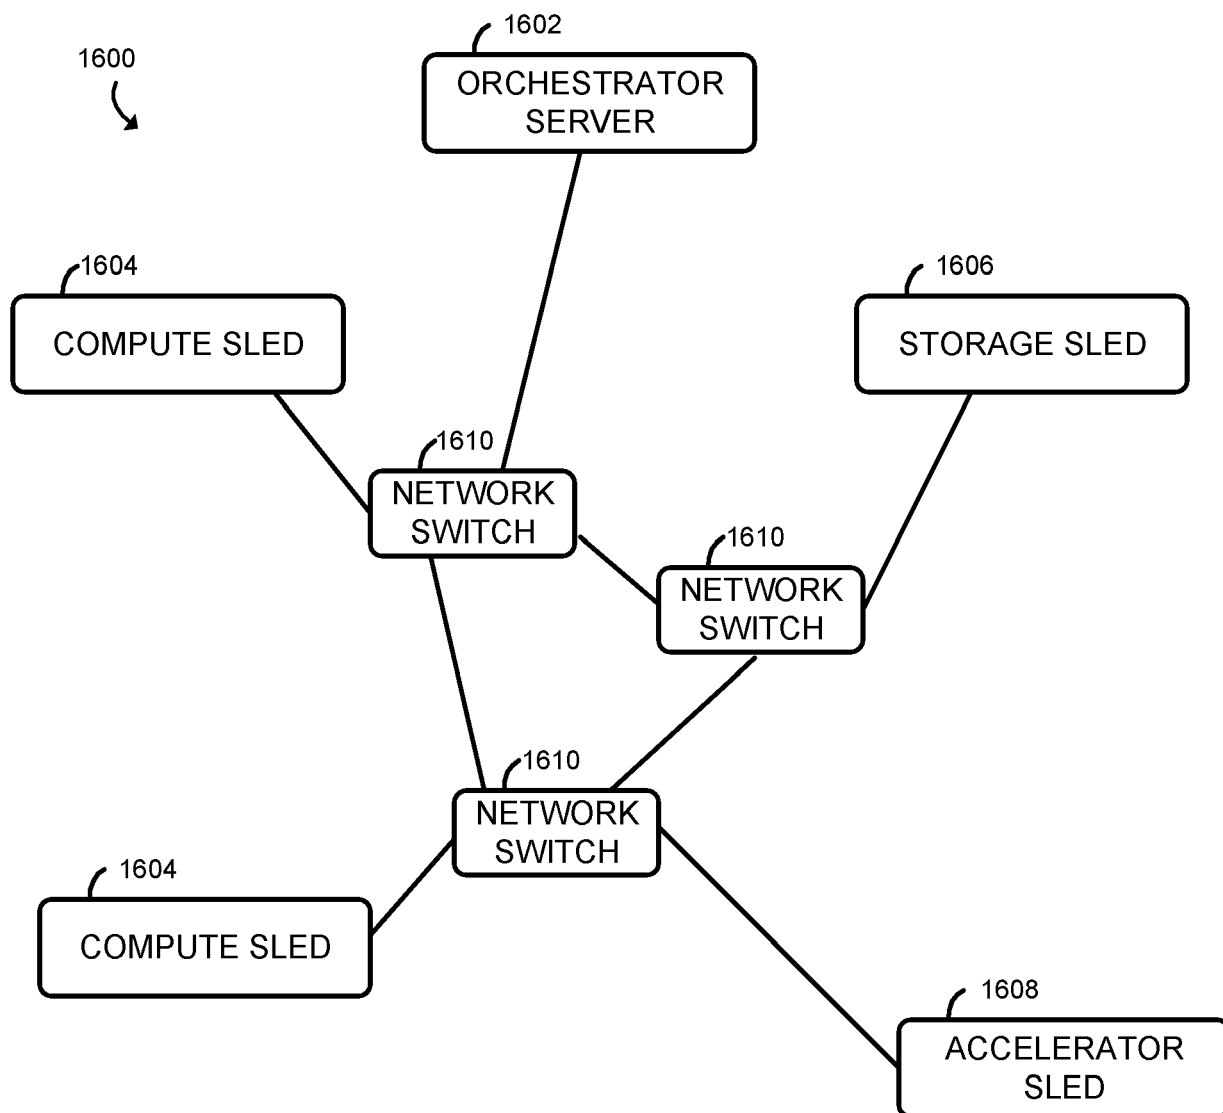 1600
1602
ORCHESTRATOR
SERVER
1604
COMPUTE SLED
1606
STORAGE SLED
1610
NETWORK
SWITCH
1610
NETWORK
SWITCH
1610
NETWORK
SWITCH
1604
COMPUTE SLED
1608
ACCELERATOR
SLED